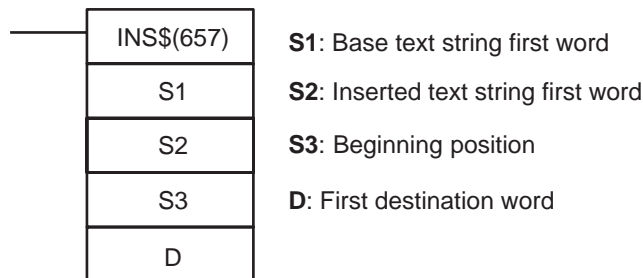 INS$(657)
S1
S2
S3
D
S1: Base text string first word
S2: Inserted text string first word
S3: Beginning position
D: First destination word